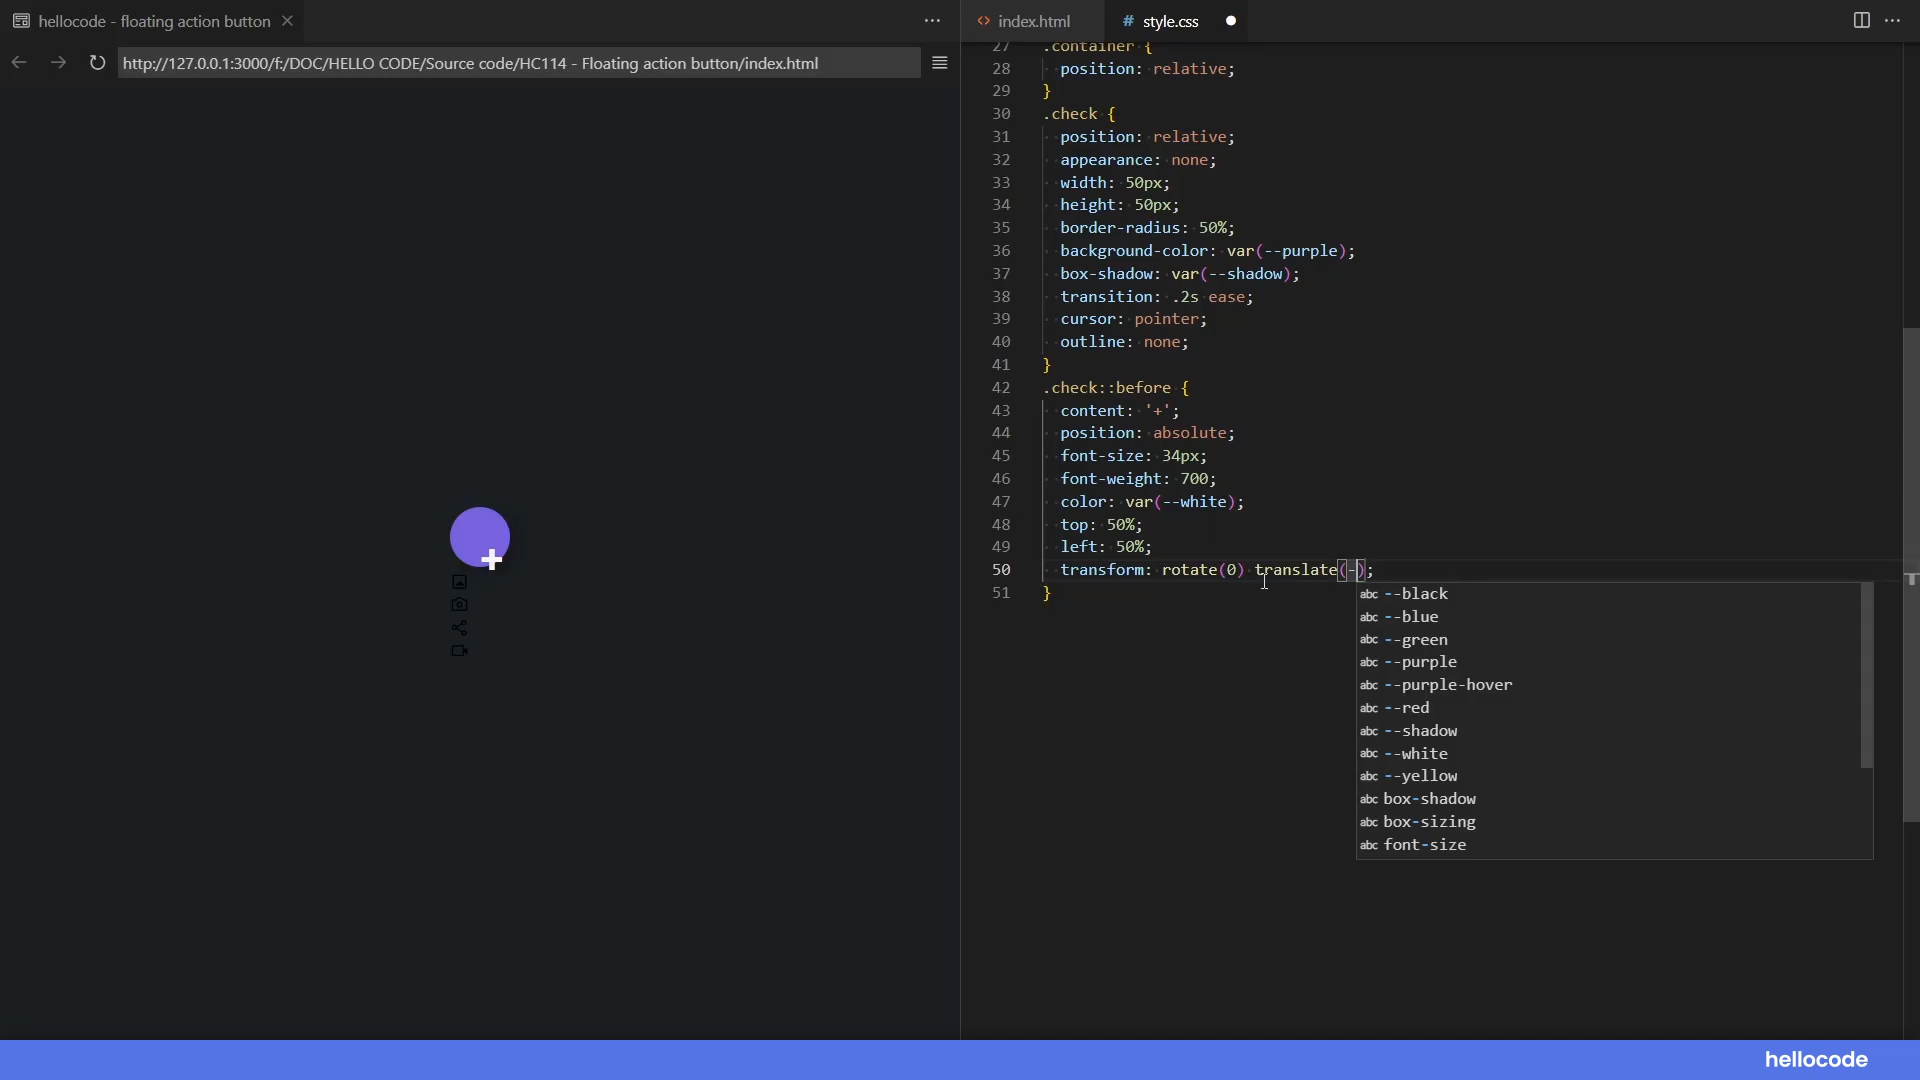 hellocode - floating action button
index.html
# style.css
http://127.0.0.1:3000/f:/DOC/HELLO CODE/Source code/HC114 - Floating action button/index.html
27 .container {
28 position: relative;
29 }
30 .check {
31 position: relative;
32 appearance: none;
33 width: 50px;
34 height: 50px;
35 border-radius: 50%;
36 background-color: var(--purple);
37 box-shadow: var(--shadow);
38 transition: .2s ease;
39 cursor: pointer;
40 outline: none;
41 }
42 .check::before {
43 content: '+';
44 position: absolute;
45 font-size: 34px;
46 font-weight: 700;
47 color: var(--white);
48 top: 50%;
49 left: 50%;
50 transform: rotate(0) translate(-);
51 }
abc --black
abc --blue
abc --green
abc --purple
abc --purple-hover
abc --red
abc --shadow
abc --white
abc --yellow
abc box-shadow
abc box-sizing
abc font-size
+
hellocode